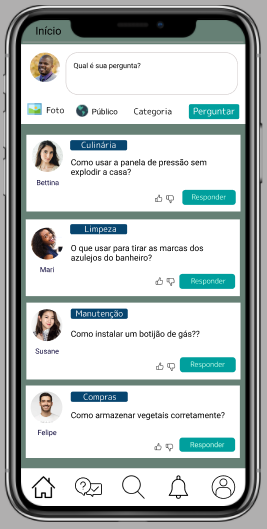 Início
Qual é sua pergunta?
Foto
Público
Categoria
Perguntar
Culinária
Como usar a panela de pressão sem
explodir a casa?
Bettina
Responder
Limpeza
O que usar para tirar as marcas dos
azulejos do banheiro?
Mari
Responder
Manutenção
Como instalar um botijão de gás??
Susane
Responder
Compras
Como armazenar vegetais corretamente?
Felipe
Responder